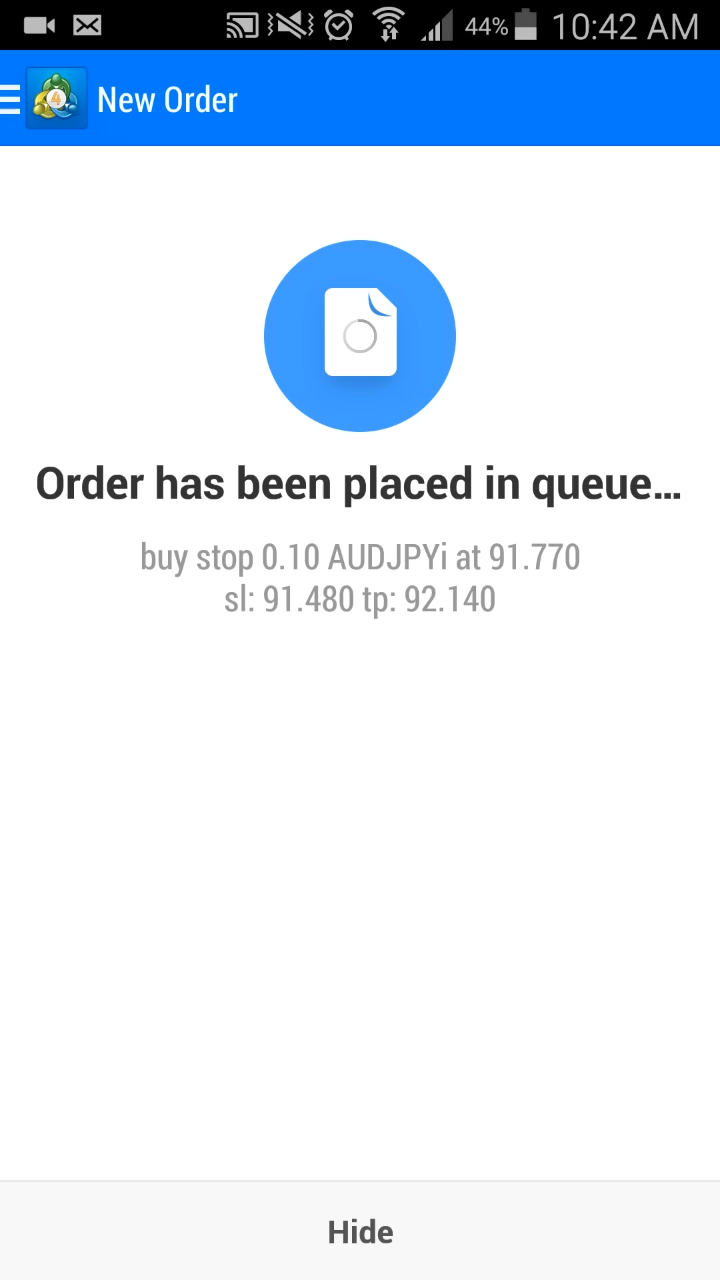 44% 10:42 AM
4 New Order
Order has been placed in queue...
buy stop 0.10 AUDJPYi at 91.770
sl: 91.480 tp: 92.140
Hide